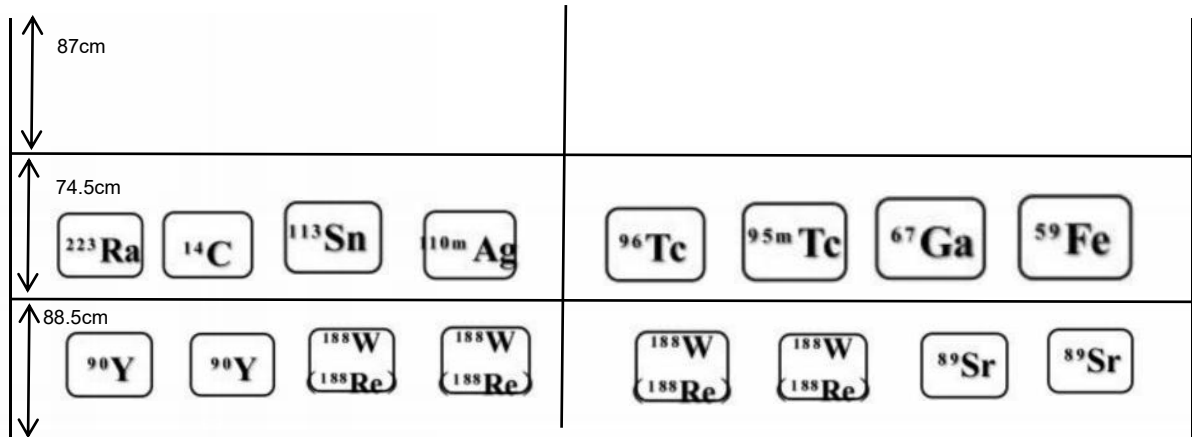 87cm
74.5cm
²²³Ra ¹⁴C ¹¹³Sn ¹¹⁰ᵐAg ⁹⁶Tc ⁹⁵ᵐTc ⁶⁷Ga ⁵⁹Fe
88.5cm
⁹⁰Y ⁹⁰Y ¹⁸⁸W ¹⁸⁸W ¹⁸⁸W ¹⁸⁸W ⁸⁹Sr ⁸⁹Sr
(¹⁸⁸Re) (¹⁸⁸Re) (¹⁸⁸Re) (¹⁸⁸Re)